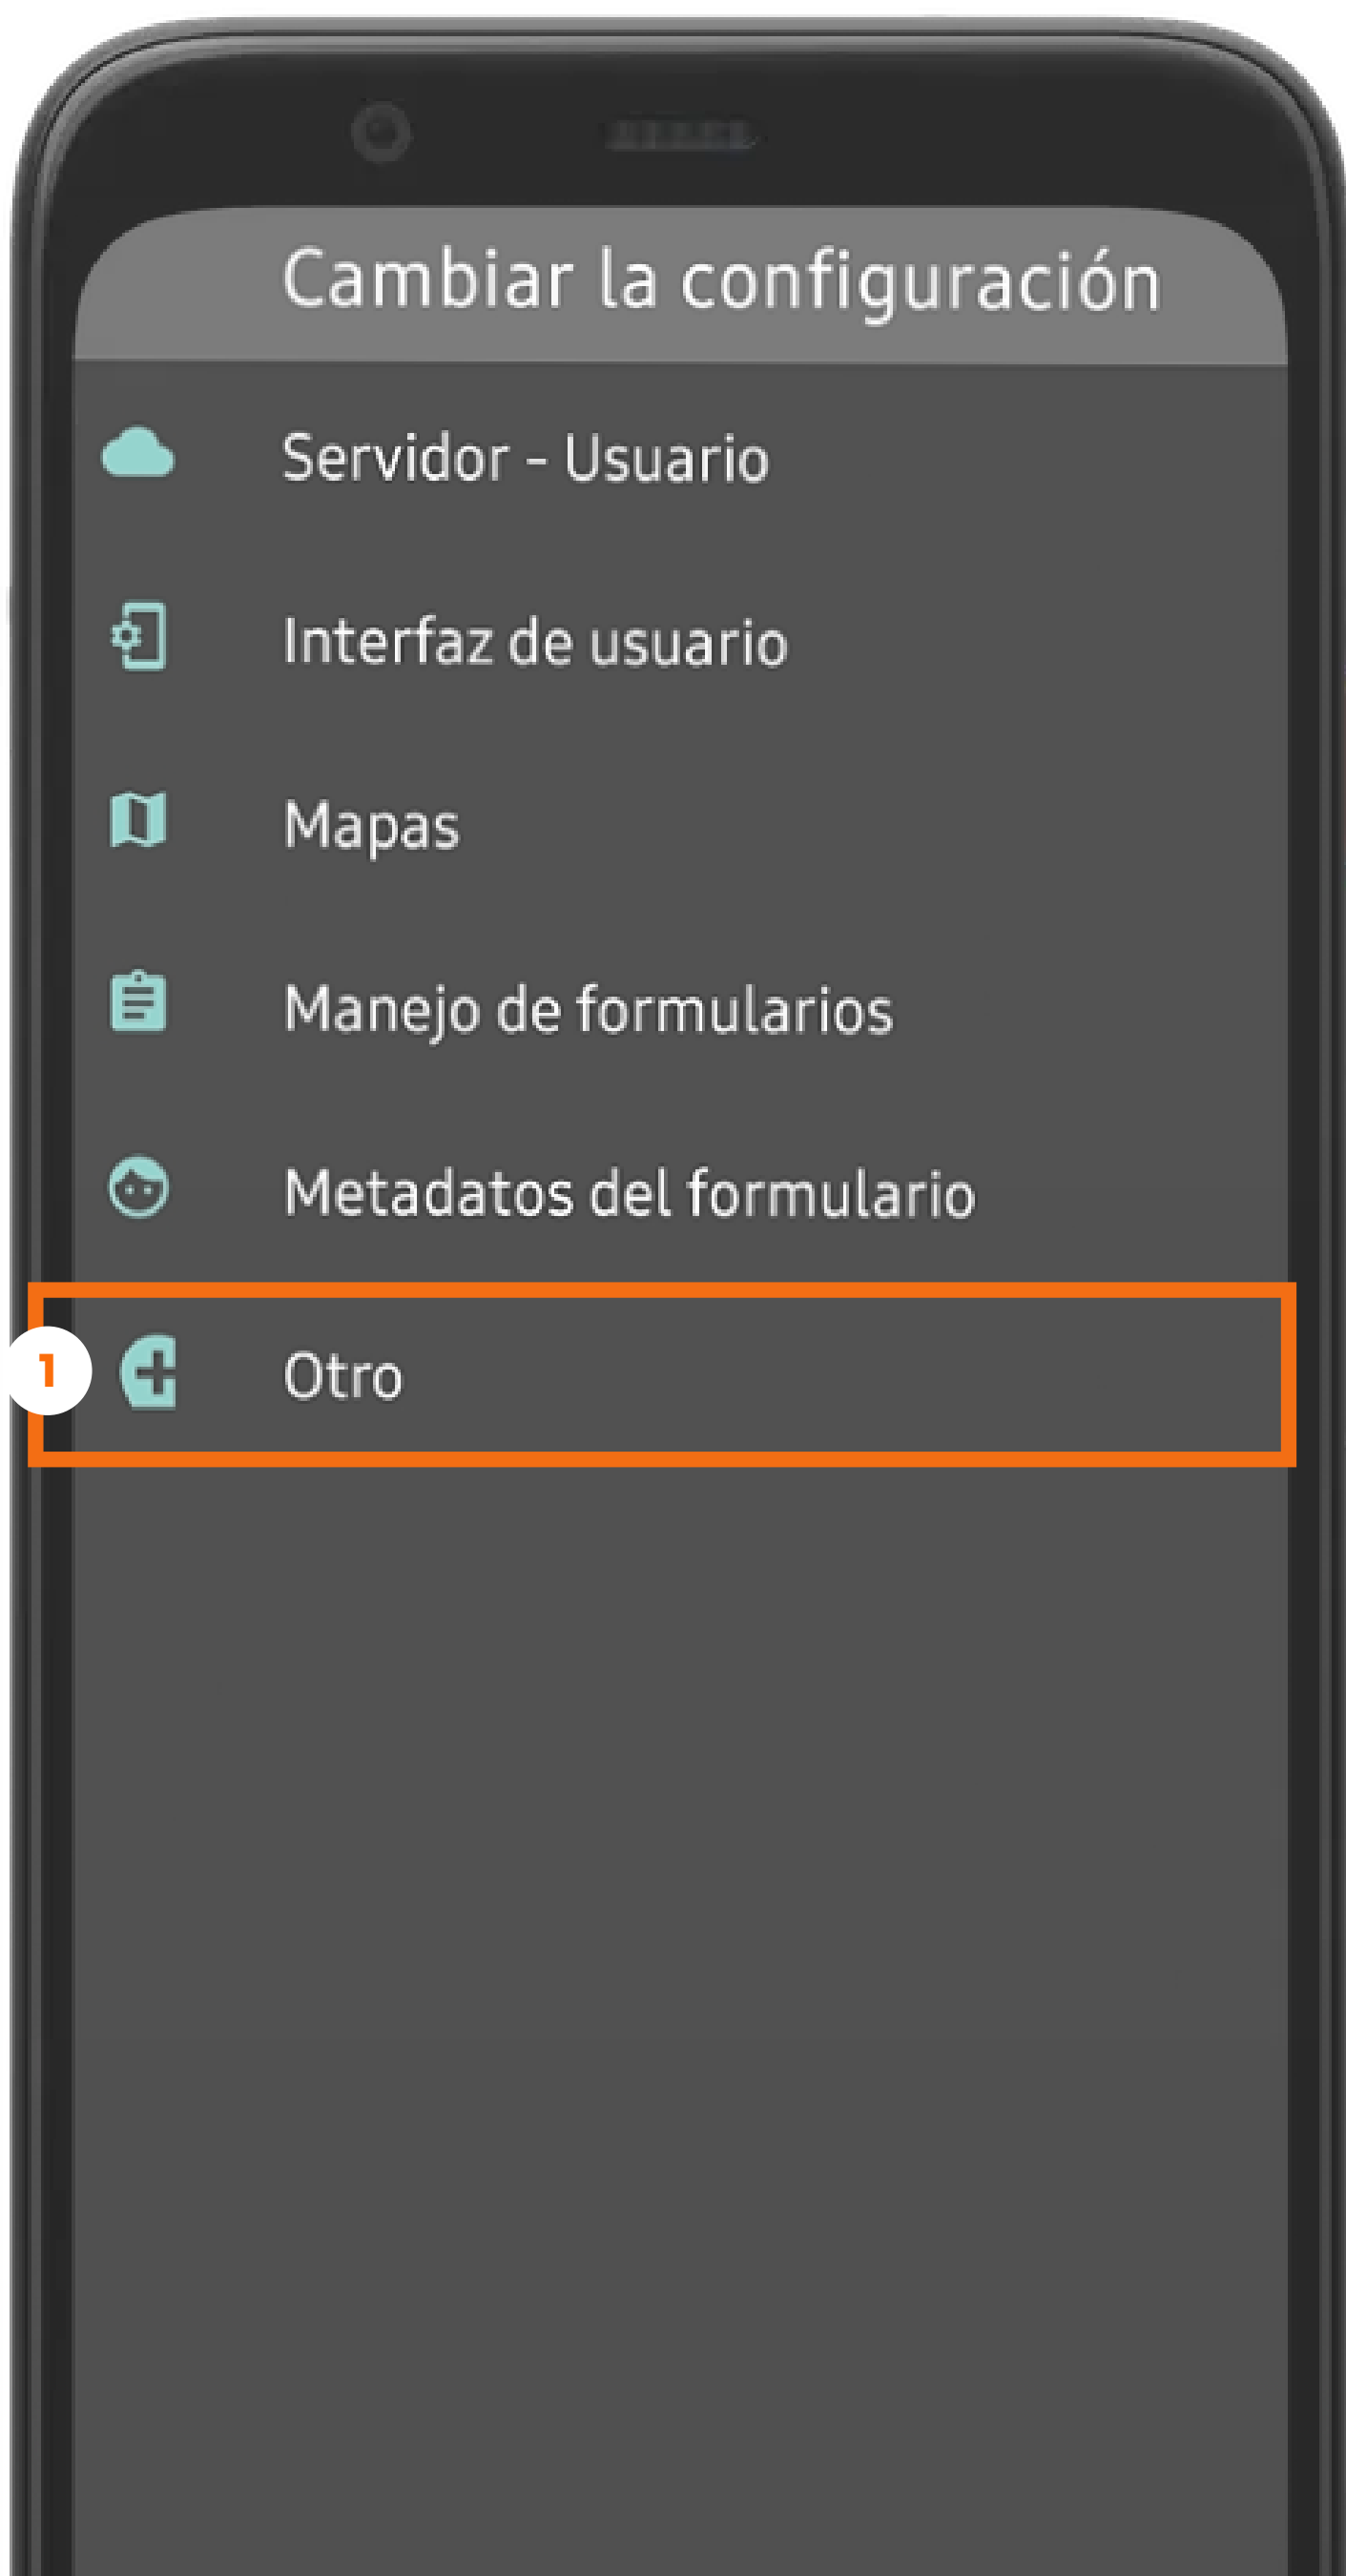 Cambiar la configuración
Servidor - Usuario
Interfaz de usuario
Mapas
Manejo de formularios
Metadatos del formulario
1 Otro